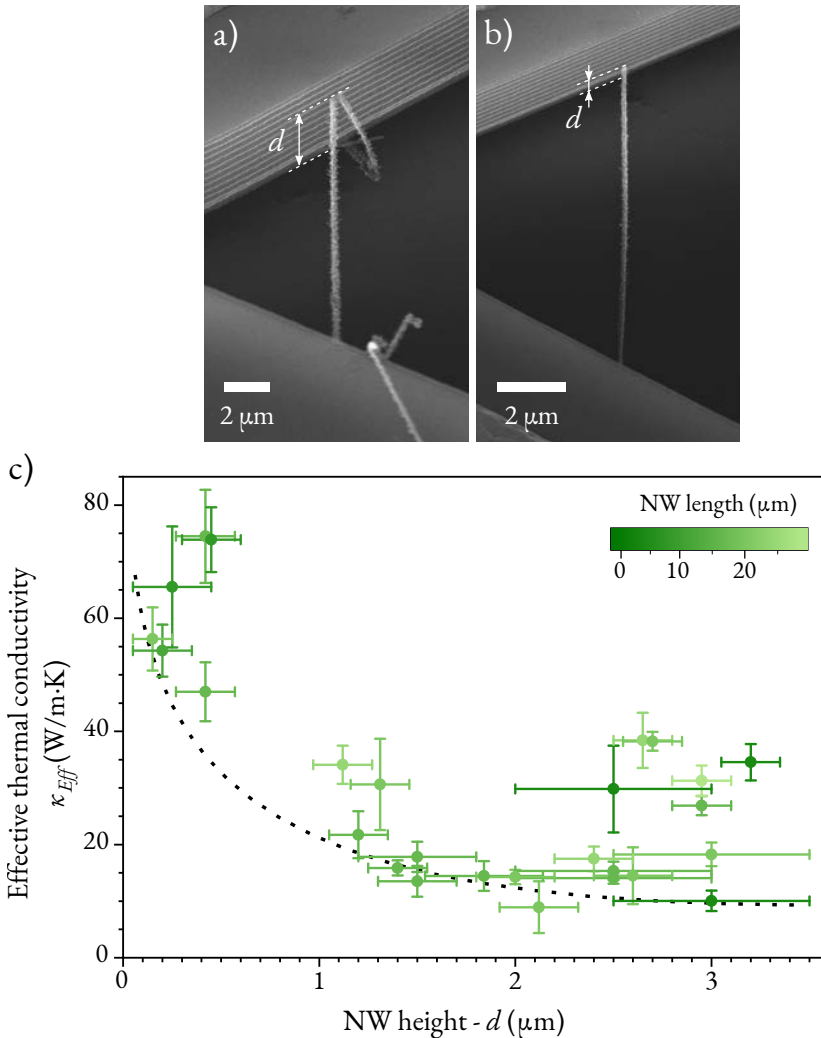 a)
d
2 μm
b)
d
2 μm
c)
Effective thermal conductivity
κEff (W/m·K)
80
60
40
20
0
NW length (μm)
0 10 20
0 1 2 3
NW height - d (μm)